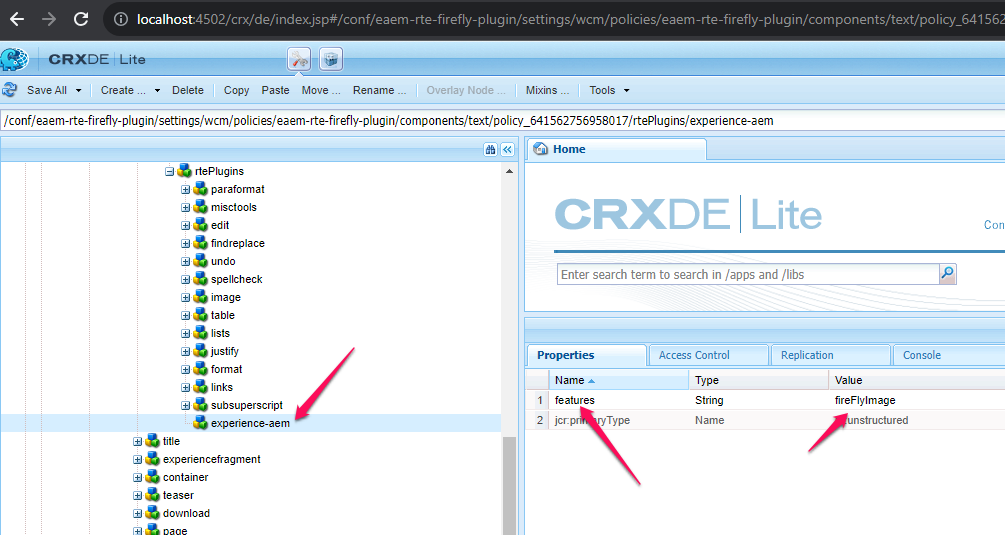 localhost:4502/crx/de/index.jsp#/conf/eaem-rte-firefly-plugin/settings/wcm/policies/eaem-rte-firefly-plugin/components/text/policy_641562
CRXDE Lite
Save All Create ... Delete Copy Paste Move ... Rename ... Overlay Node ... Mixins ... Tools
/conf/eaem-rte-firefly-plugin/settings/wcm/policies/eaem-rte-firefly-plugin/components/text/policy_641562756958017/rtePlugins/experience-aem
Home
rtePlugins
paraformat
misctools
edit
findreplace
undo
spellcheck
image
table
lists
justify
format
links
subsuperscript
experience-aem
title
experiencefragment
container
teaser
download
page
CRXDE Lite
Con
Enter search term to search in /apps and /libs
Properties Access Control Replication Console
Name Type Value
1 features String fireFlyImage
2 Name